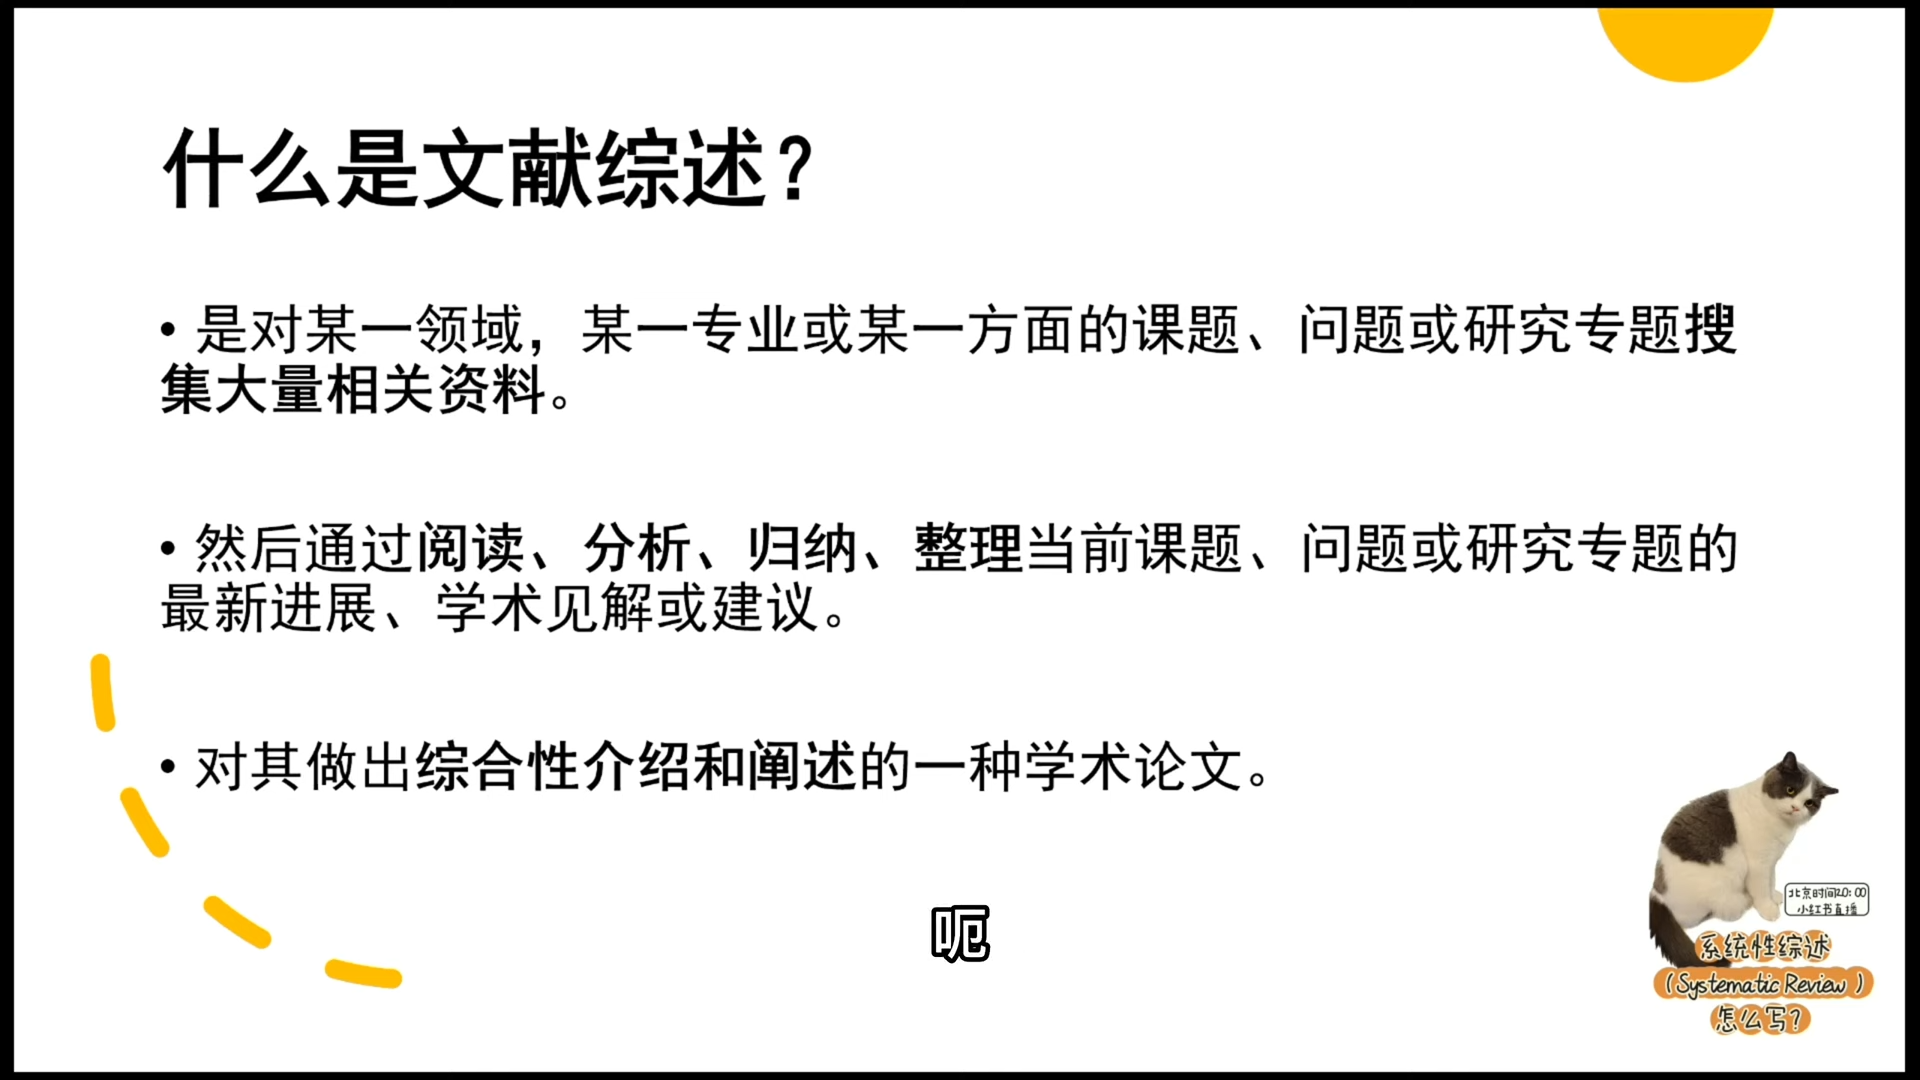 什么是文献综述？
• 是对某一领域，某一专业或某一方面的课题、问题或研究专题搜
集大量相关资料。
• 然后通过阅读、分析、归纳、整理当前课题、问题或研究专题的
最新进展、学术见解或建议。
• 对其做出综合性介绍和阐述的一种学术论文。
呃
北京时间20:00
小红书直播
系统性综述
（Systematic Review）
怎么写？